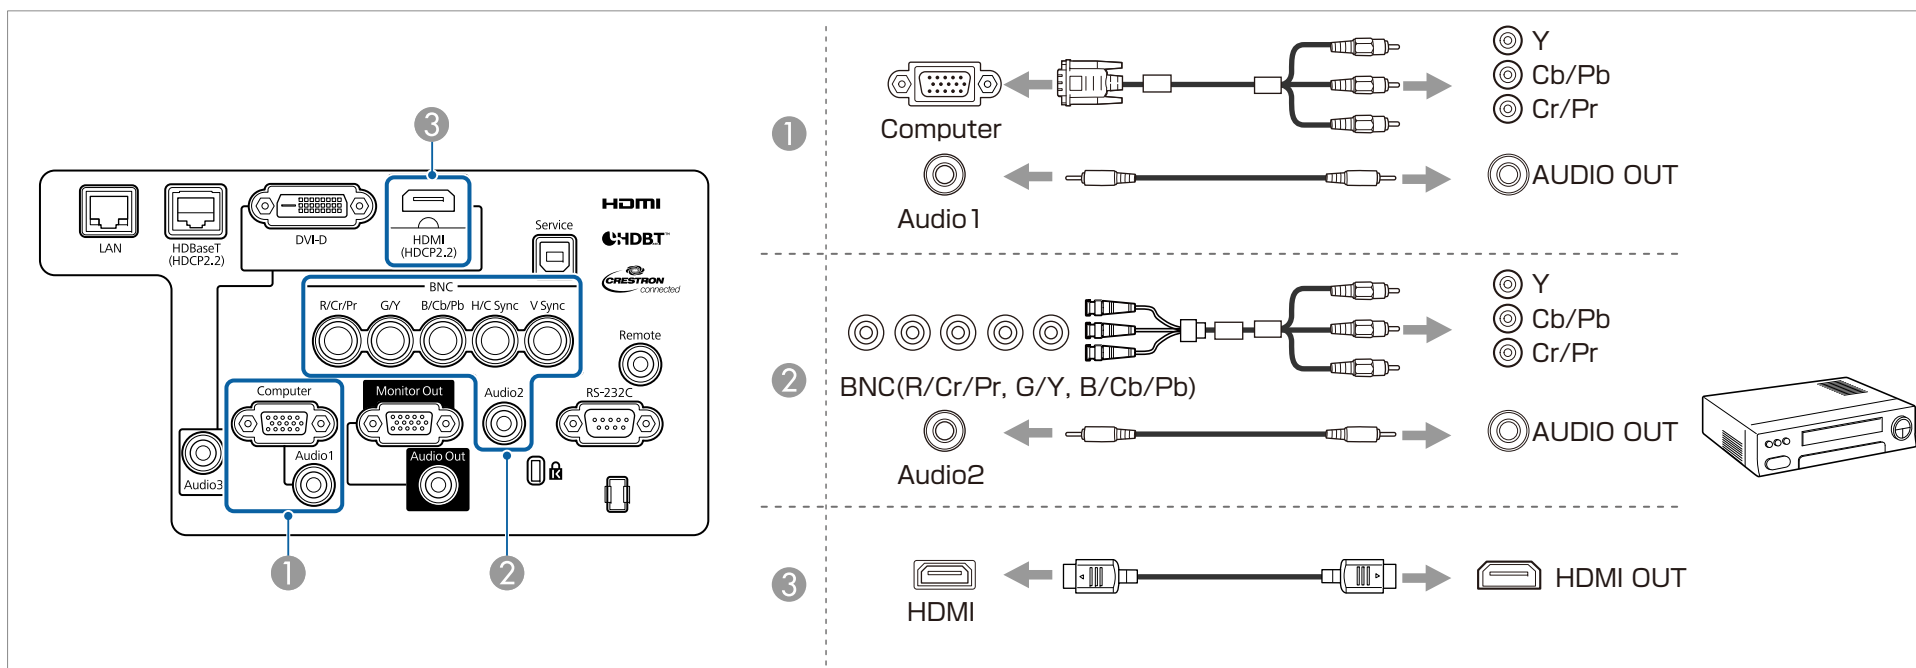 3
HDMI
LAN
HDBaseT™
(HDCP2.2)
DVI-D
HDMI
(HDCP2.2)
Service
HDBT™
CRESTRON
connected
BNC
R/Cr/Pr G/Y B/Cb/Pb H/C Sync V Sync
Remote
Computer
Monitor Out
Audio2
RS-232C
Audio3
Audio1
Audio Out
K
1
2
1
Computer
Y
Cb/Pb
Cr/Pr
Audio1
AUDIO OUT
2
BNC(R/Cr/Pr, G/Y, B/Cb/Pb)
Y
Cb/Pb
Cr/Pr
Audio2
AUDIO OUT
3
HDMI
HDMI OUT